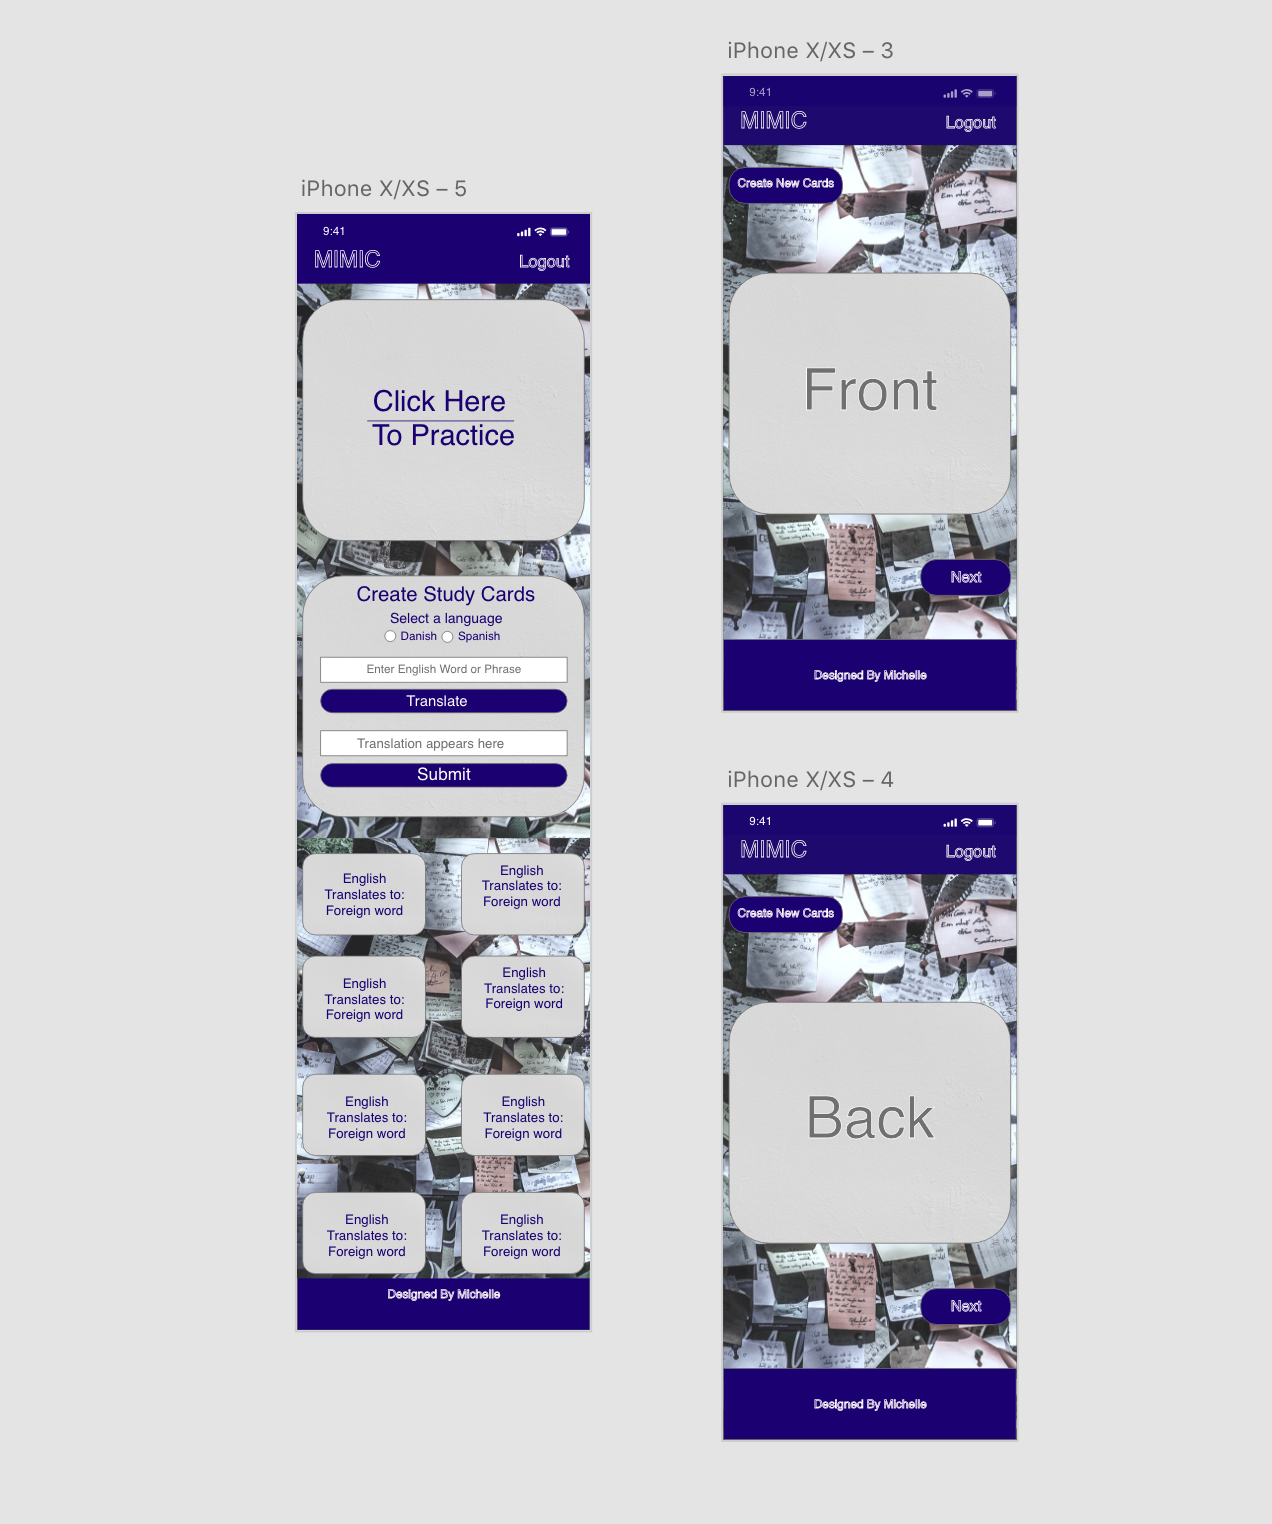 iPhone X/XS – 5
9:41
MIMIC
Logout
Click Here
To Practice
Create Study Cards
Select a language
Danish Spanish
Enter English Word or Phrase
Translate
Translation appears here
Submit
English
Translates to:
Foreign word
English
Translates to:
Foreign word
English
Translates to:
Foreign word
English
Translates to:
Foreign word
English
Translates to:
Foreign word
English
Translates to:
Foreign word
English
Translates to:
Foreign word
English
Translates to:
Foreign word
Designed By Michelle
iPhone X/XS – 3
9:41
MIMIC
Logout
Create New Cards
Front
Next
Designed By Michelle
iPhone X/XS – 4
9:41
MIMIC
Logout
Create New Cards
Back
Next
Designed By Michelle